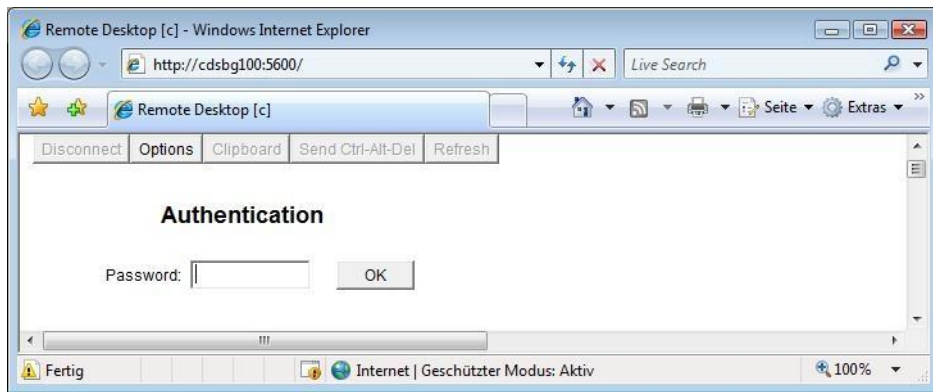 Remote Desktop [c] - Windows Internet Explorer
http://cdsbg100:5600/ Live Search
Remote Desktop [c] Seite Extras »
Disconnect Options Clipboard Send Ctrl-Alt-Del Refresh
Authentication
Password: OK
Fertig Internet | Geschützter Modus: Aktiv 100%